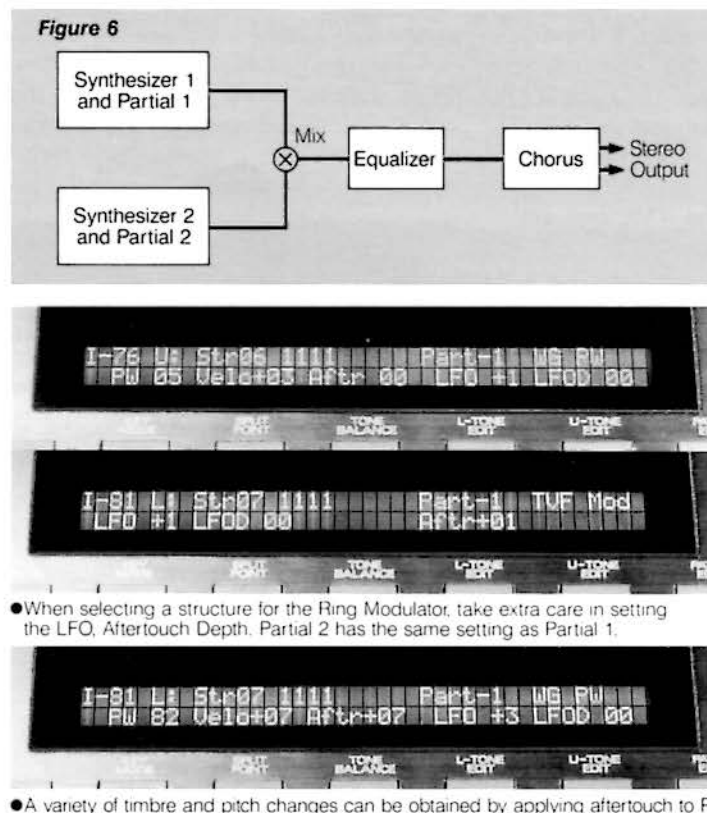 Figure 6
Synthesizer 1
and Partial 1
Mix
Equalizer
Chorus
Stereo
Output
Synthesizer 2
and Partial 2
I-76 U: Str06 1111 Part-1 WG PW
PW 05 Velo+03 Aftr 00 LFO +1 LFOD 00
SPLIT POINT TONE BALANCE L-TONE EDIT U-TONE EDIT
I-81 L: Str07 1111 Part-1 TVF Mod
LFO +1 LFOD 00 Aftr+01
SPLIT POINT TONE BALANCE L-TONE EDIT U-TONE EDIT
●When selecting a structure for the Ring Modulator, take extra care in setting
the LFO, Aftertouch Depth. Partial 2 has the same setting as Partial 1.
I-81 L: Str07 1111 Part-1 WG PW
PW 82 Velo+07 Aftr+07 LFO +3 LFOD 00
SPLIT POINT TONE BALANCE L-TONE EDIT U-TONE EDIT
●A variety of timbre and pitch changes can be obtained by applying aftertouch to